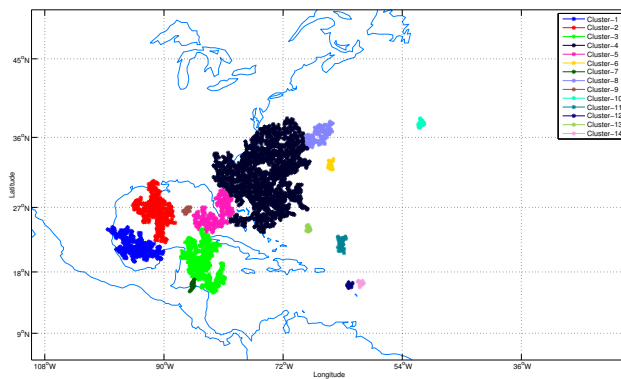 Cluster-1
Cluster-2
Cluster-3
Cluster-4
Cluster-5
Cluster-6
Cluster-7
Cluster-8
Cluster-9
Cluster-10
Cluster-11
Cluster-12
Cluster-13
Cluster-14
45°N
36°N
27°N
18°N
9°N
Latitude
108°W
90°W
72°W
54°W
36°W
Longitude